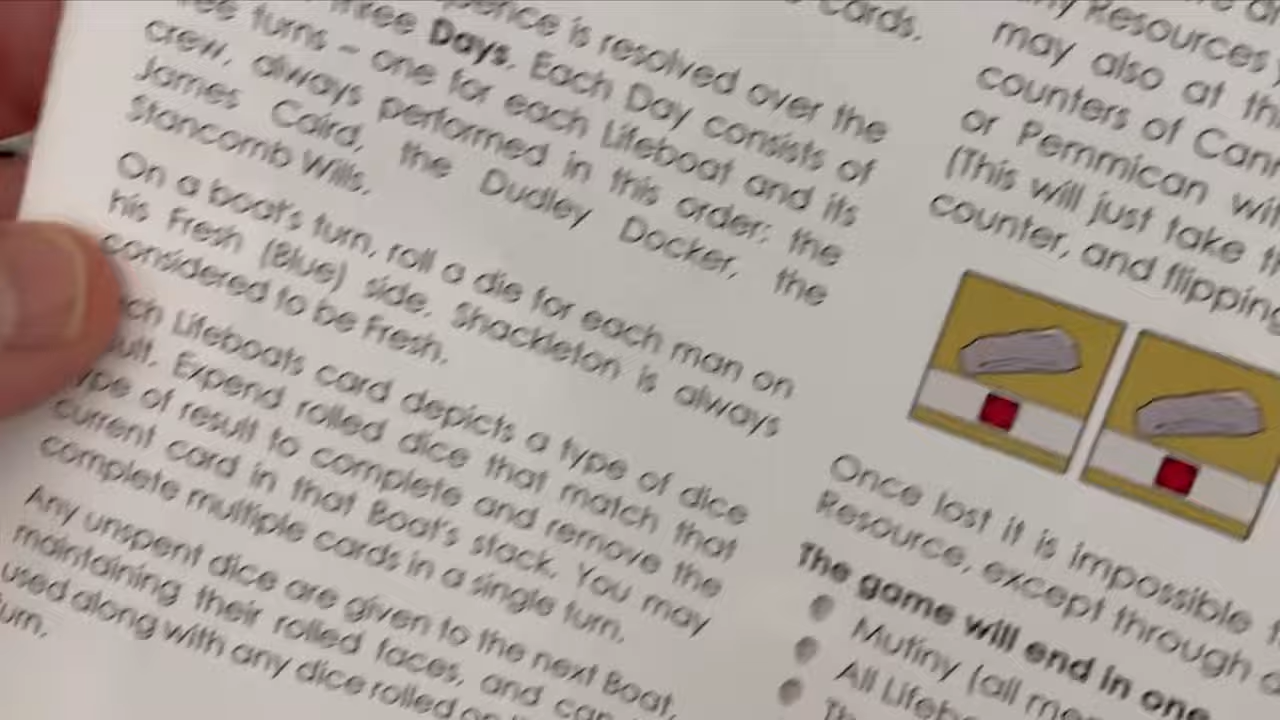 cards.
is resolved over the
three Days. Each Day consists of
turns – one for each Lifeboat and its
crew, always performed in this order: the
James Caird, the Dudley Docker, the
Stancomb Wills.
On a boat's turn, roll a die for each man on
his Fresh (Blue) side. Shackleton is always
considered to be Fresh.
Lifeboats card depicts a type of dice
Expend rolled dice that match that
type of result to complete and remove the
current card in that Boat's stack. You may
complete multiple cards in a single turn.
Any unspent dice are given to the next Boat,
maintaining their rolled faces, and can
used along with any dice rolled on
turn.
Resources
may also at
counters of
or Pemmican
(This will just take
counter, and flipping
Once lost it is impossible
Resource, except through
The game will end in one
Mutiny (all
All